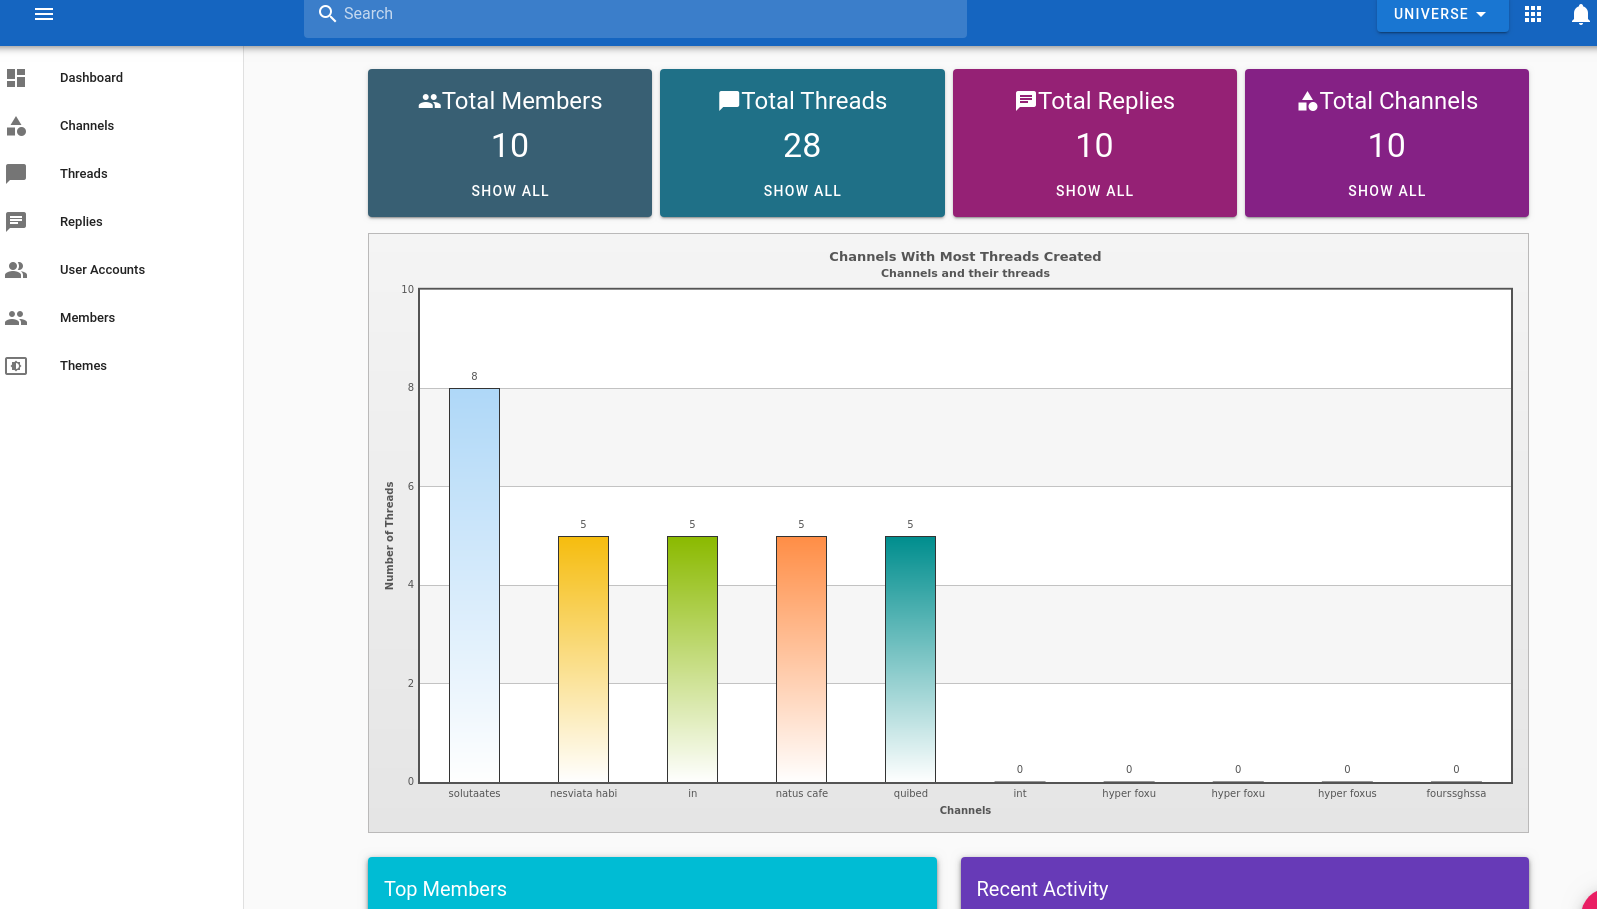 Search
UNIVERSE
Dashboard
Channels
Threads
Replies
User Accounts
Members
Themes
Total Members
10
SHOW ALL
Total Threads
28
SHOW ALL
Total Replies
10
SHOW ALL
Total Channels
10
SHOW ALL
Channels With Most Threads Created
Channels and their threads
Number of Threads
10
8
6
4
2
0
8
5
5
5
5
0
0
0
0
0
solutaates
nesviata habi
in
natus cafe
quibed
int
hyper foxu
hyper foxu
hyper foxus
fourssghssa
Channels
Top Members
Recent Activity